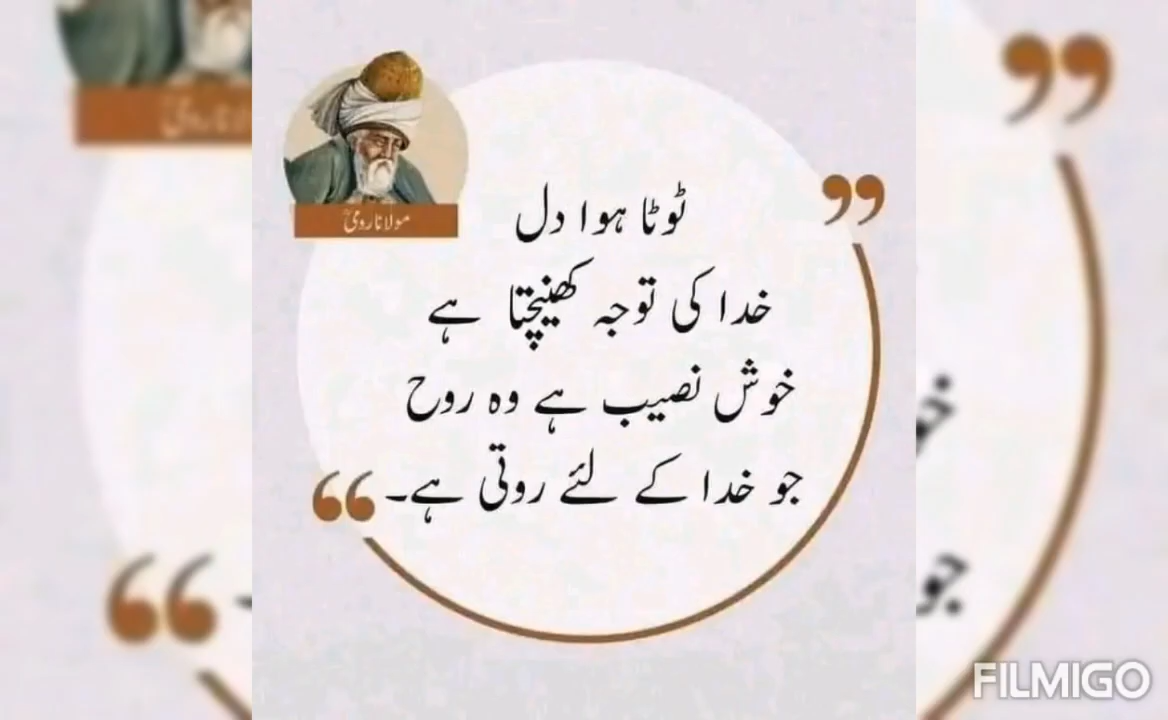 مولانا رومیؒ
ٹوٹا ہوا دل
خدا کی توجہ کھینچتا ہے
خوش نصیب ہے وہ روح
جو خدا کے لئے روتی ہے۔
FILMIGO